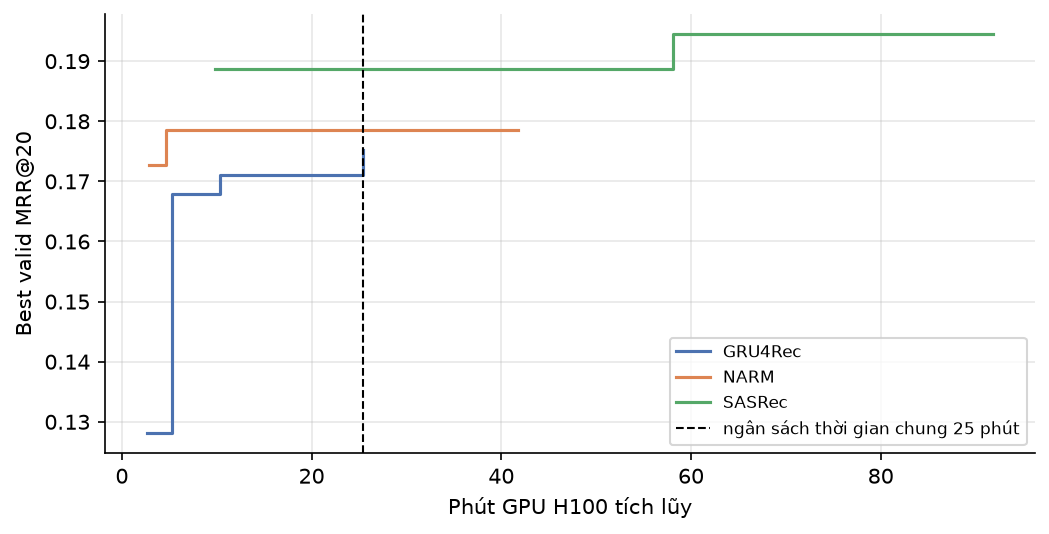 Best valid MRR@20
0.19
0.18
0.17
0.16
0.15
0.14
0.13
0 20 40 60 80
Phút GPU H100 tích lũy
GRU4Rec
NARM
SASRec
ngân sách thời gian chung 25 phút